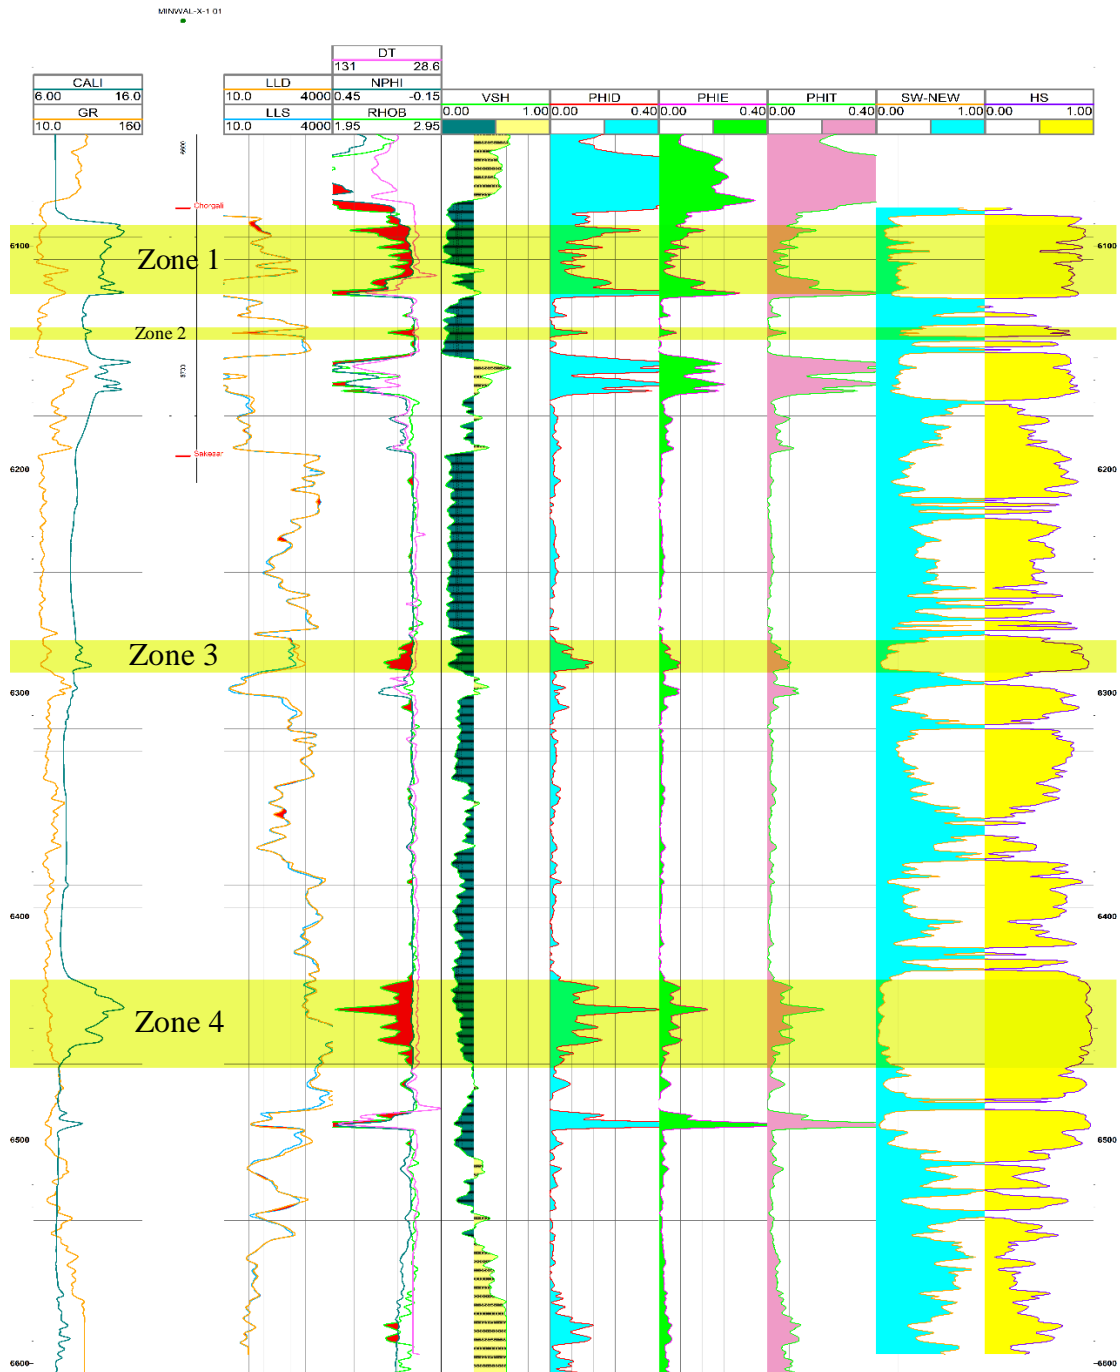 MINWAL-X-1 01
DT
131 28.6
CALI LLD NPHI
6.00 16.0 10.0 4000 0.45 -0.15
GR LLS RHOB VSH PHID PHIE PHIT SW-NEW HS
10.0 160 10.0 4000 1.95 2.95 0.00 1.00 0.00 0.40 0.00 0.40 0.00 0.40 0.00 1.00 0.00 1.00
Chorgali
6100 6100
Zone 1
Zone 2
Sakesar
6200 6200
Zone 3
6300 6300
6400 6400
Zone 4
6500 6500
6600 6600